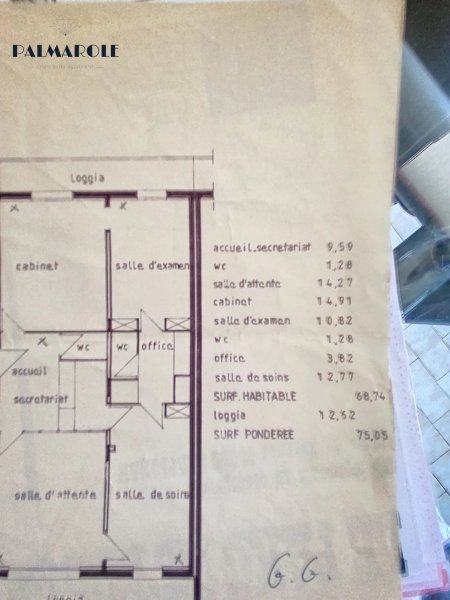 PALMAROLE
Loggia
cabinet
salle d'examen
wc
wc
office
accueil
secretariat
salle d'attente
salle de soins
loggia
accueil.secretariat 9,59
wc 1,28
salle d'attente 14,27
cabinet 14,91
salle d'examen 10,82
wc 1,28
office 3,82
salle de soins 12,77
SURF. HABITABLE 68,74
loggia 12,62
SURF PONDEREE 75,05
G.G.